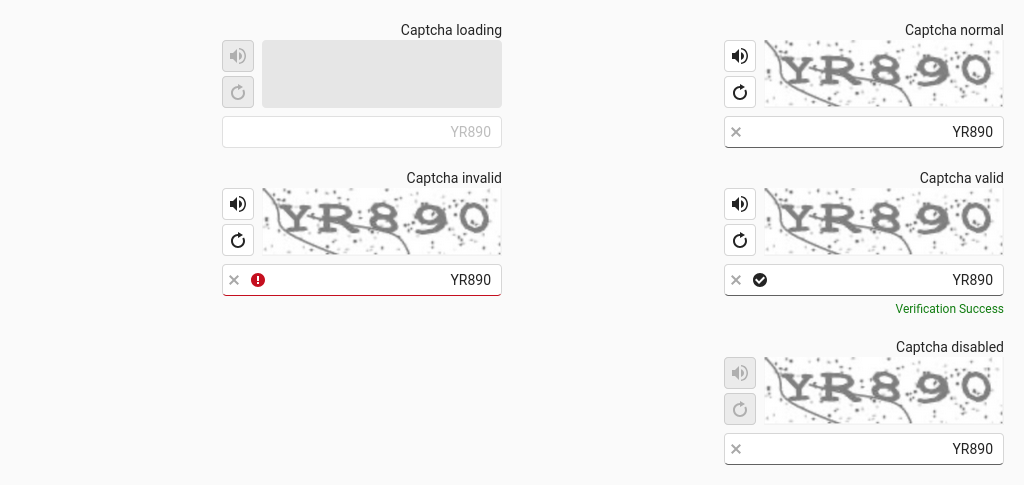 Captcha loading
YR890
Captcha normal
YR890
YR890
Captcha invalid
YR890
YR890
Captcha valid
YR890
YR890
Verification Success
Captcha disabled
YR890
YR890